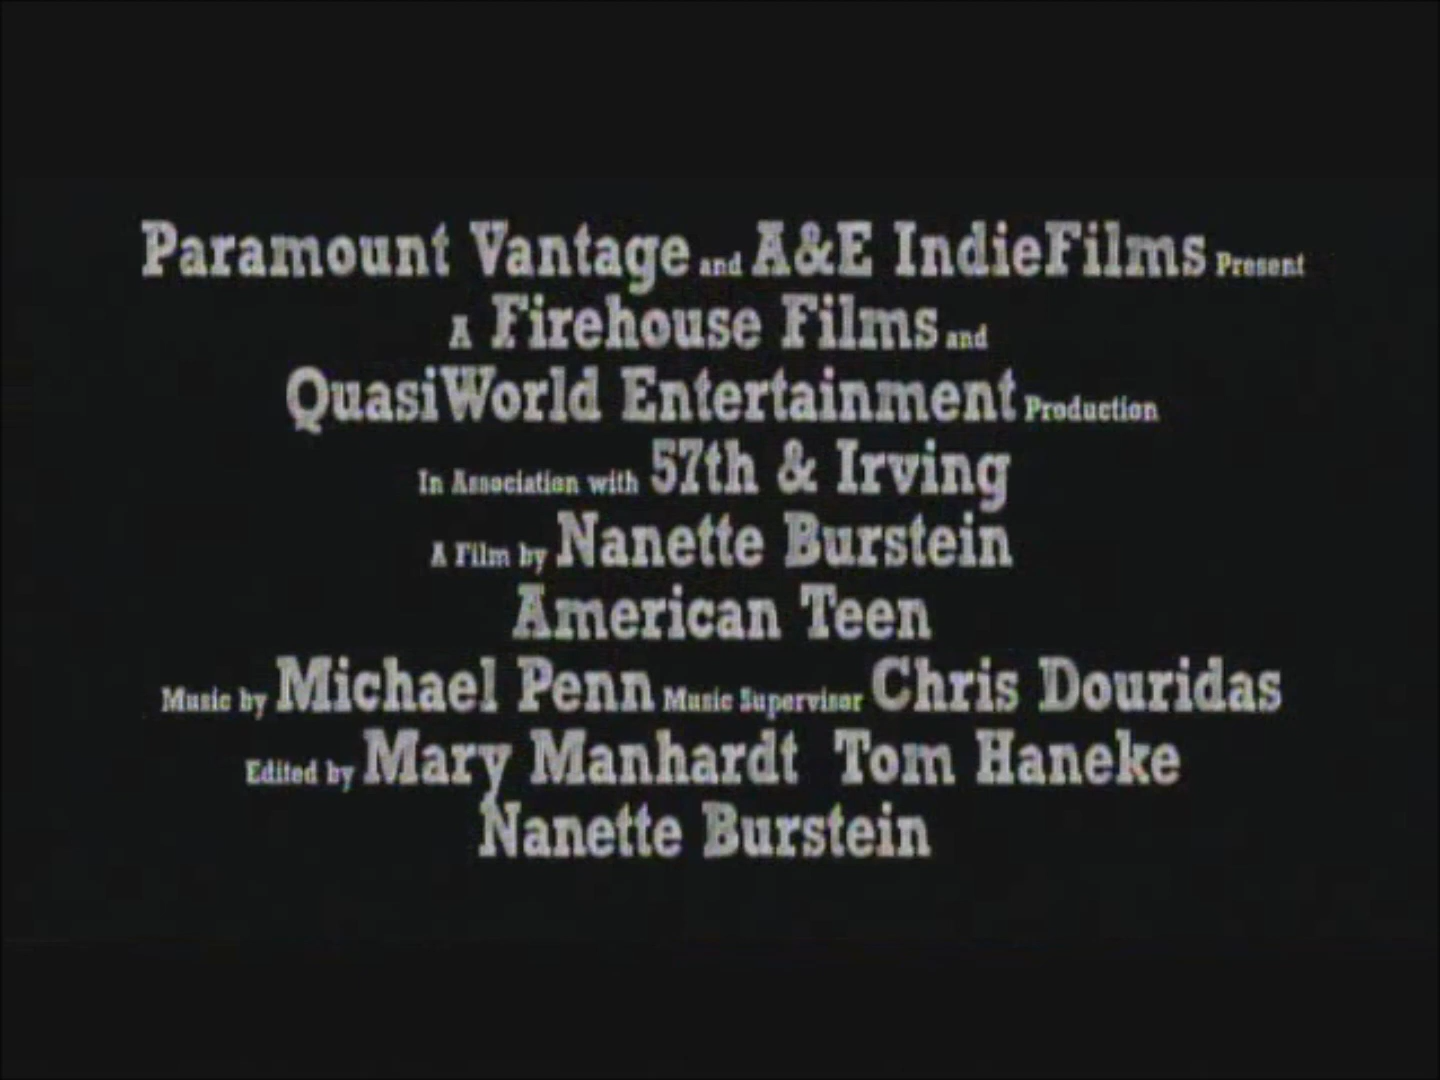 Paramount Vantage and A&E IndieFilms Present
A Firehouse Films and
QuasiWorld Entertainment Production
In Association with 57th & Irving
A Film by Nanette Burstein
American Teen
Music by Michael Penn Music Supervisor Chris Douridas
Edited by Mary Manhardt Tom Haneke
Nanette Burstein